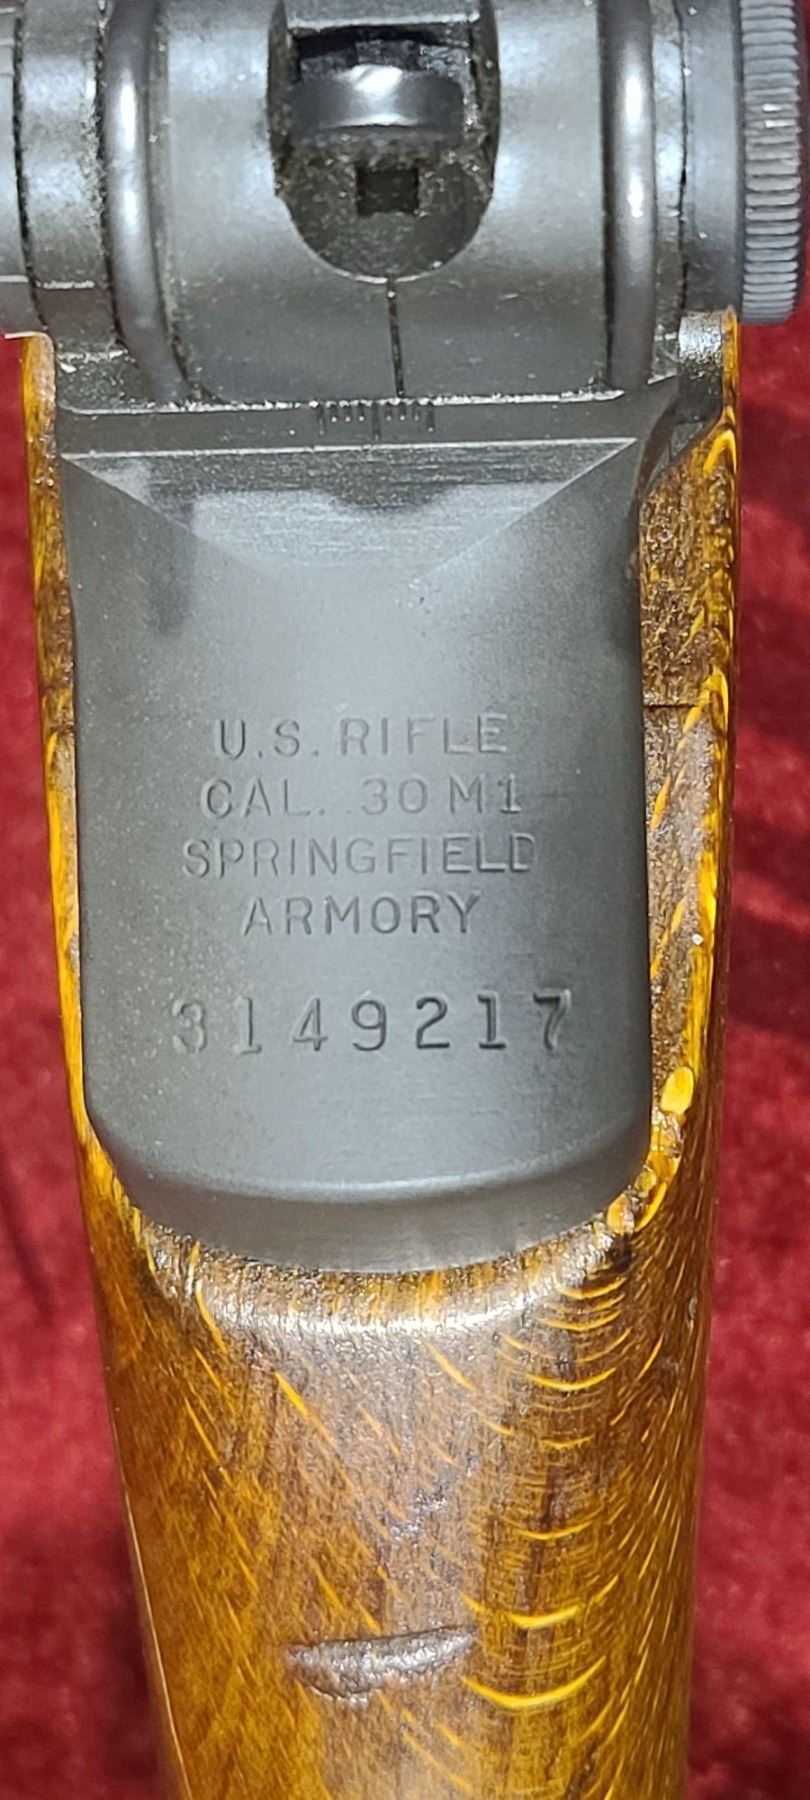 U.S. RIFLE
CAL. 30 M1
SPRINGFIELD
ARMORY
3149217